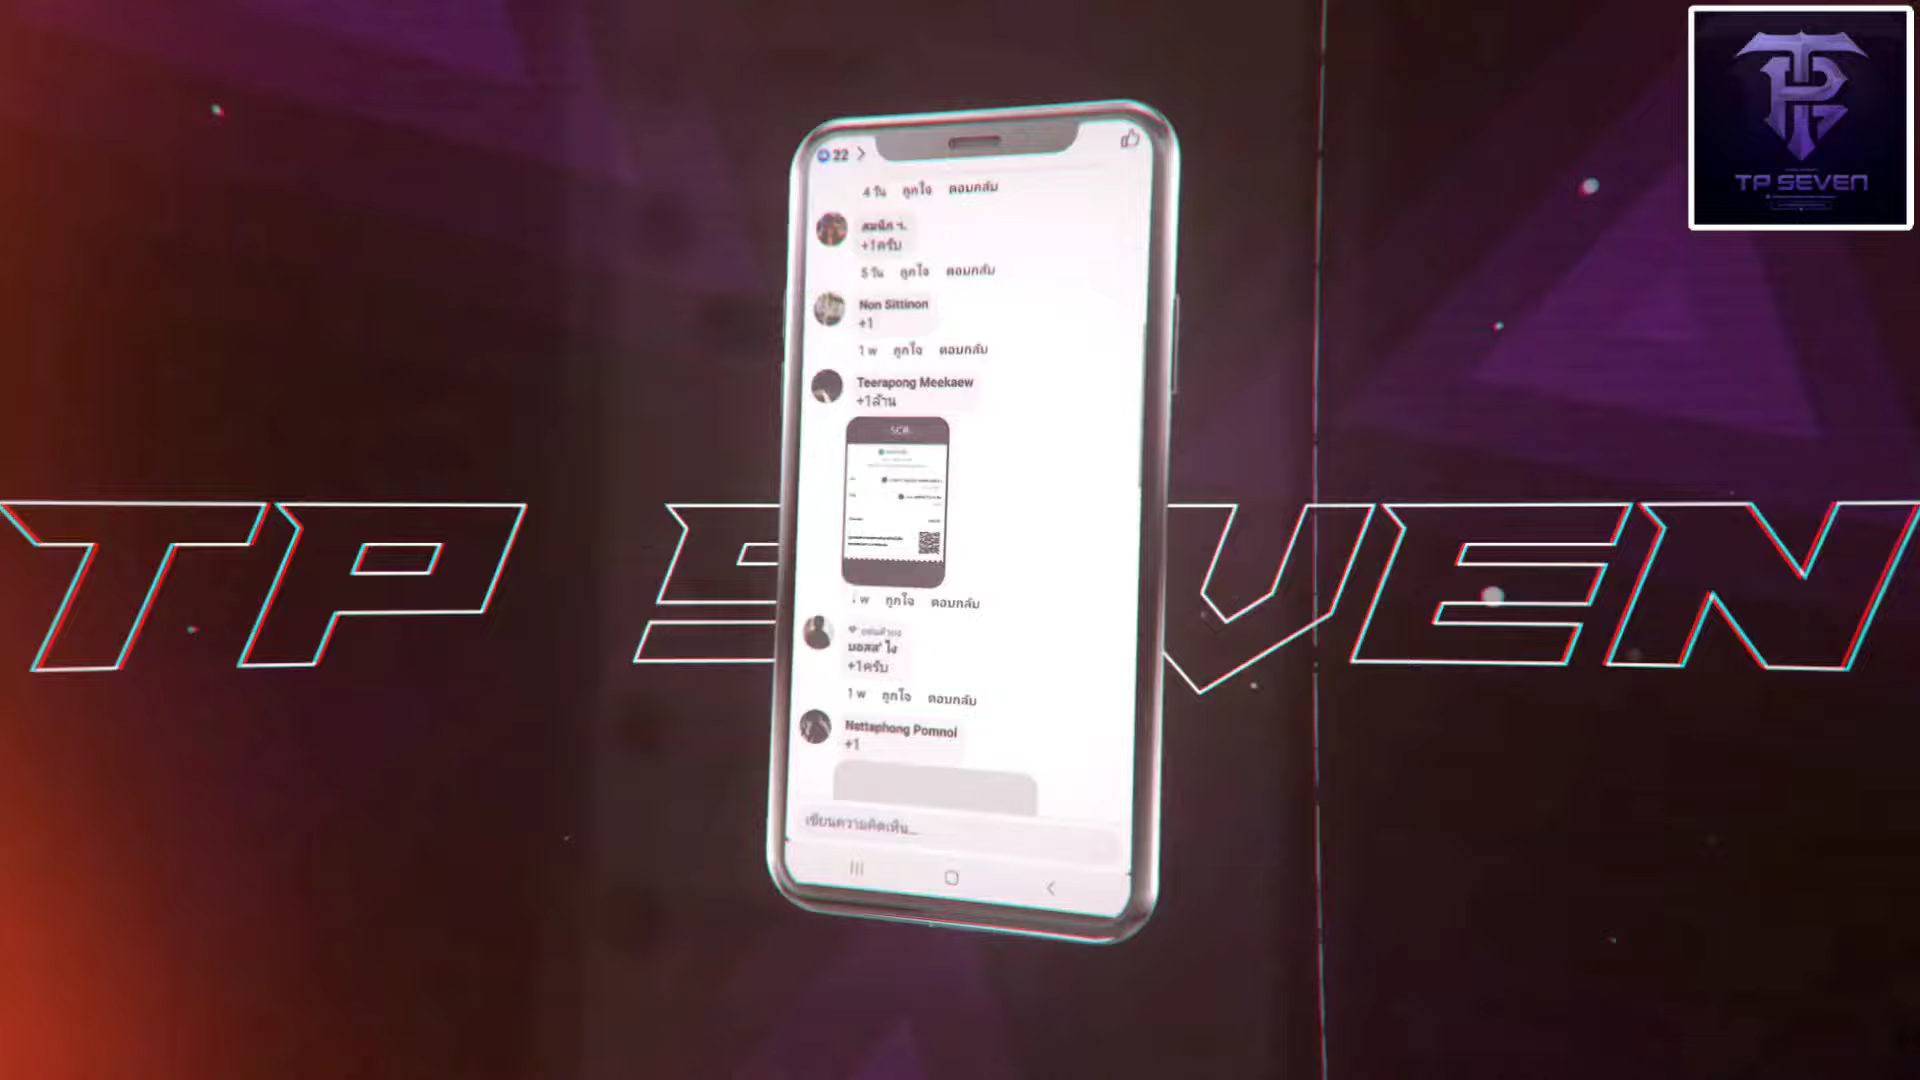 TP SEVEN
TP SEVEN
22
4 วัน ถูกใจ ตอบกลับ
สมนึก ฯ.
+1ครับ
5 วัน ถูกใจ ตอบกลับ
Non Sittinon
+1
1 w ถูกใจ ตอบกลับ
Teerapong Meekaew
+1ล้าน
SCB
w ถูกใจ ตอบกลับ
+1ครับ
1 w ถูกใจ ตอบกลับ
Nattaphong Pomnoi
+1
เขียนความคิดเห็น...